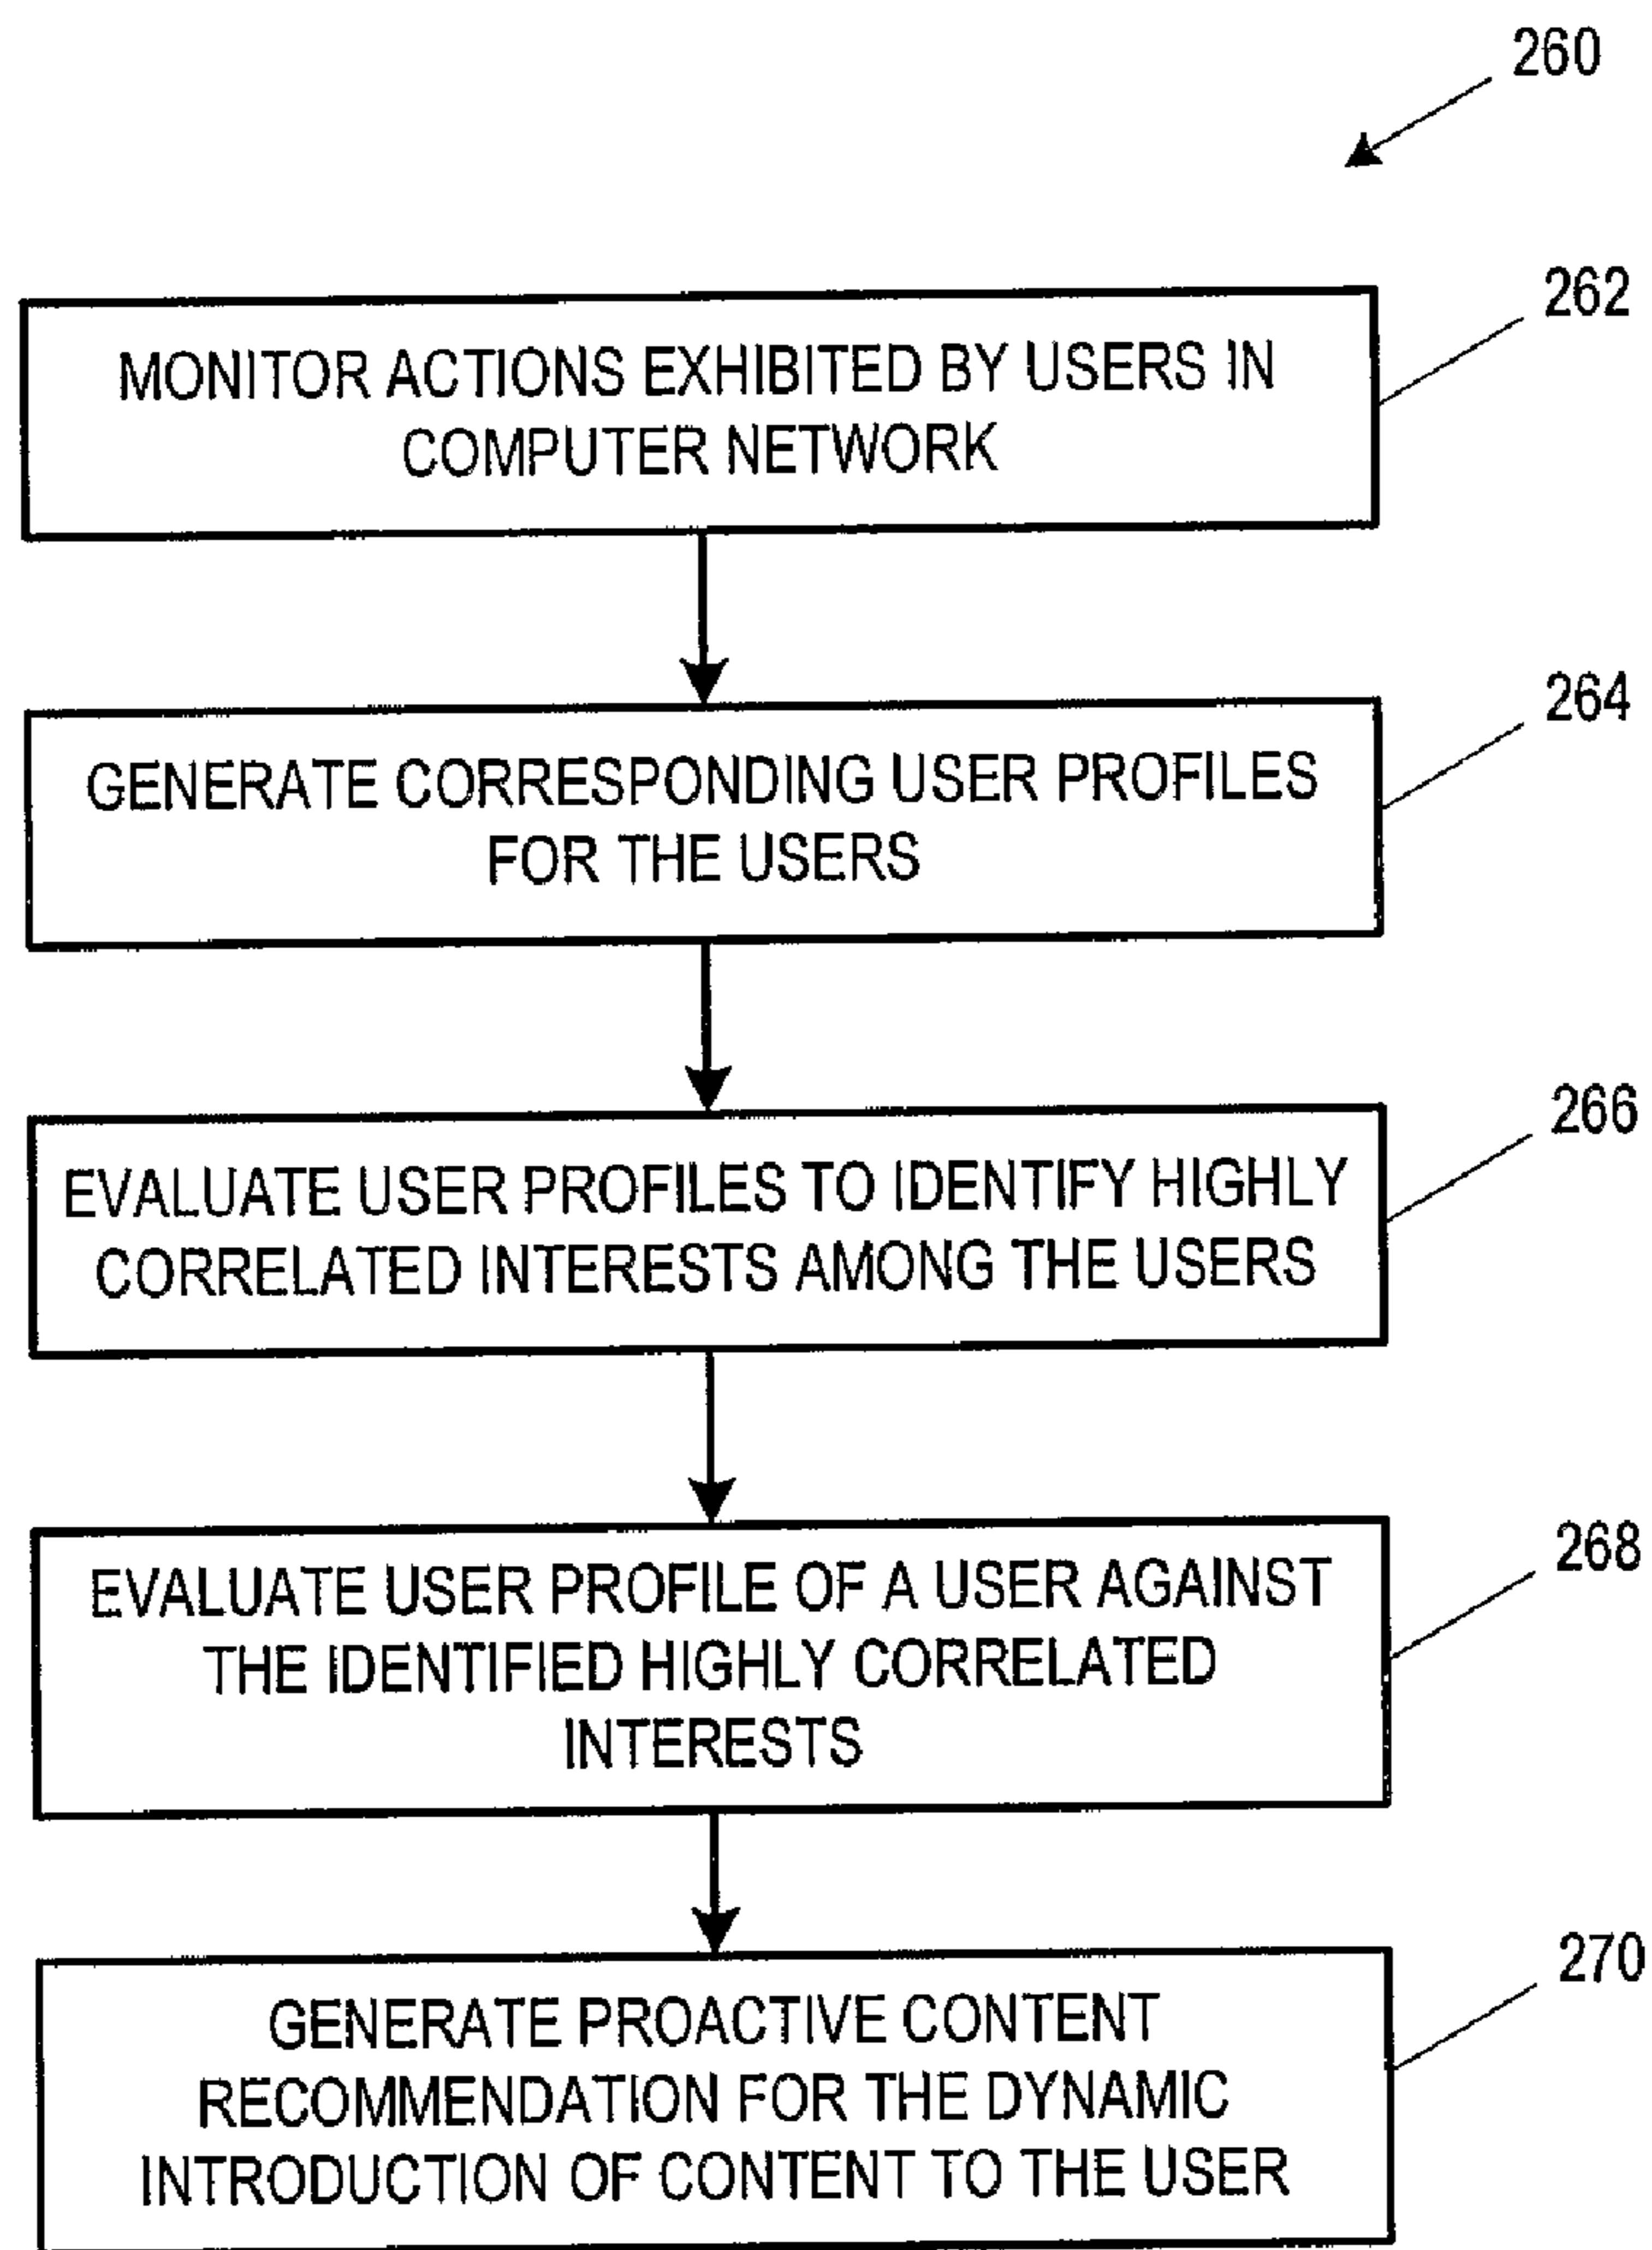 260
262
MONITOR ACTIONS EXHIBITED BY USERS IN
COMPUTER NETWORK
264
GENERATE CORRESPONDING USER PROFILES
FOR THE USERS
266
EVALUATE USER PROFILES TO IDENTIFY HIGHLY
CORRELATED INTERESTS AMONG THE USERS
268
EVALUATE USER PROFILE OF A USER AGAINST
THE IDENTIFIED HIGHLY CORRELATED
INTERESTS
270
GENERATE PROACTIVE CONTENT
RECOMMENDATION FOR THE DYNAMIC
INTRODUCTION OF CONTENT TO THE USER